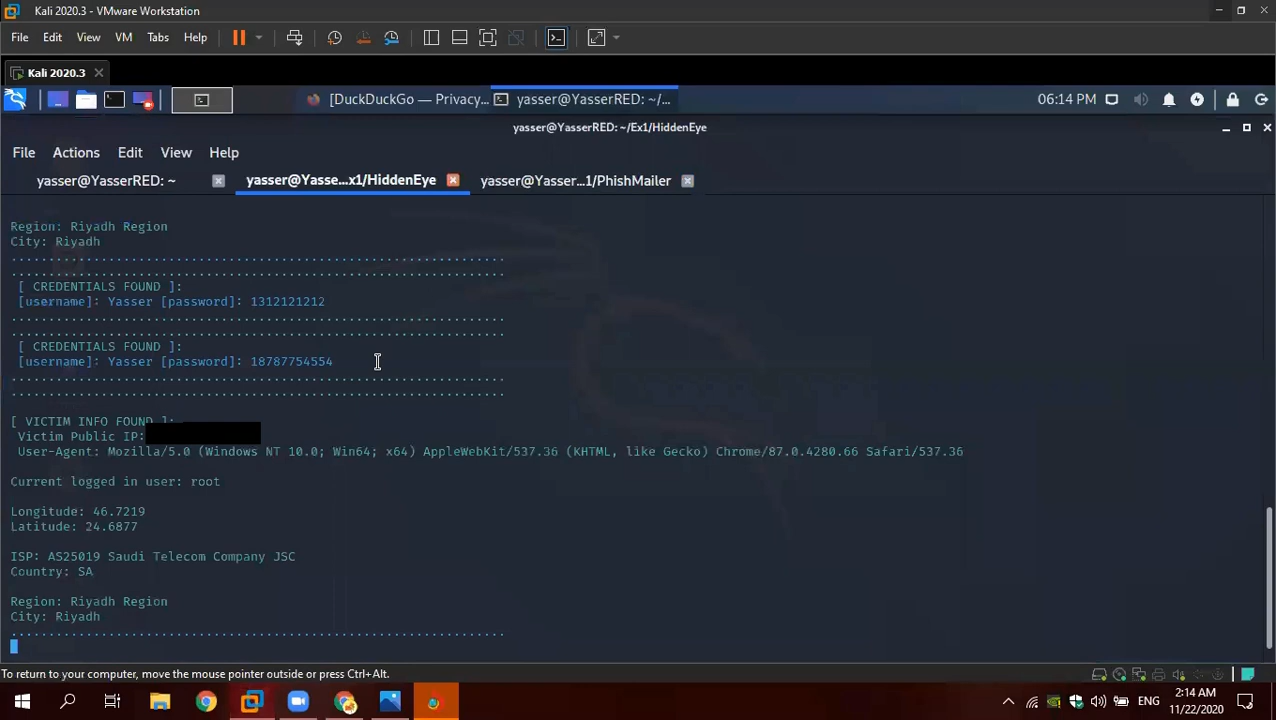 Kali 2020.3 - VMware Workstation
File Edit View VM Tabs Help
Kali 2020.3
[DuckDuckGo — Privacy... yasser@YasserRED: ~/... 06:14 PM
yasser@YasserRED: ~/Ex1/HiddenEye
File Actions Edit View Help
yasser@YasserRED: ~ yasser@Yasse...x1/HiddenEye yasser@Yasser...1/PhishMailer
Region: Riyadh Region
City: Riyadh
[ CREDENTIALS FOUND ]:
[username]: Yasser [password]: 1312121212
[ CREDENTIALS FOUND ]:
[username]: Yasser [password]: 18787754554
[ VICTIM INFO FOUND ]:
Victim Public IP:
User-Agent: Mozilla/5.0 (Windows NT 10.0; Win64; x64) AppleWebKit/537.36 (KHTML, like Gecko) Chrome/87.0.4280.66 Safari/537.36
Current logged in user: root
Longitude: 46.7219
Latitude: 24.6877
ISP: AS25019 Saudi Telecom Company JSC
Country: SA
Region: Riyadh Region
City: Riyadh
To return to your computer, move the mouse pointer outside or press Ctrl+Alt.
ENG 2:14 AM
11/22/2020